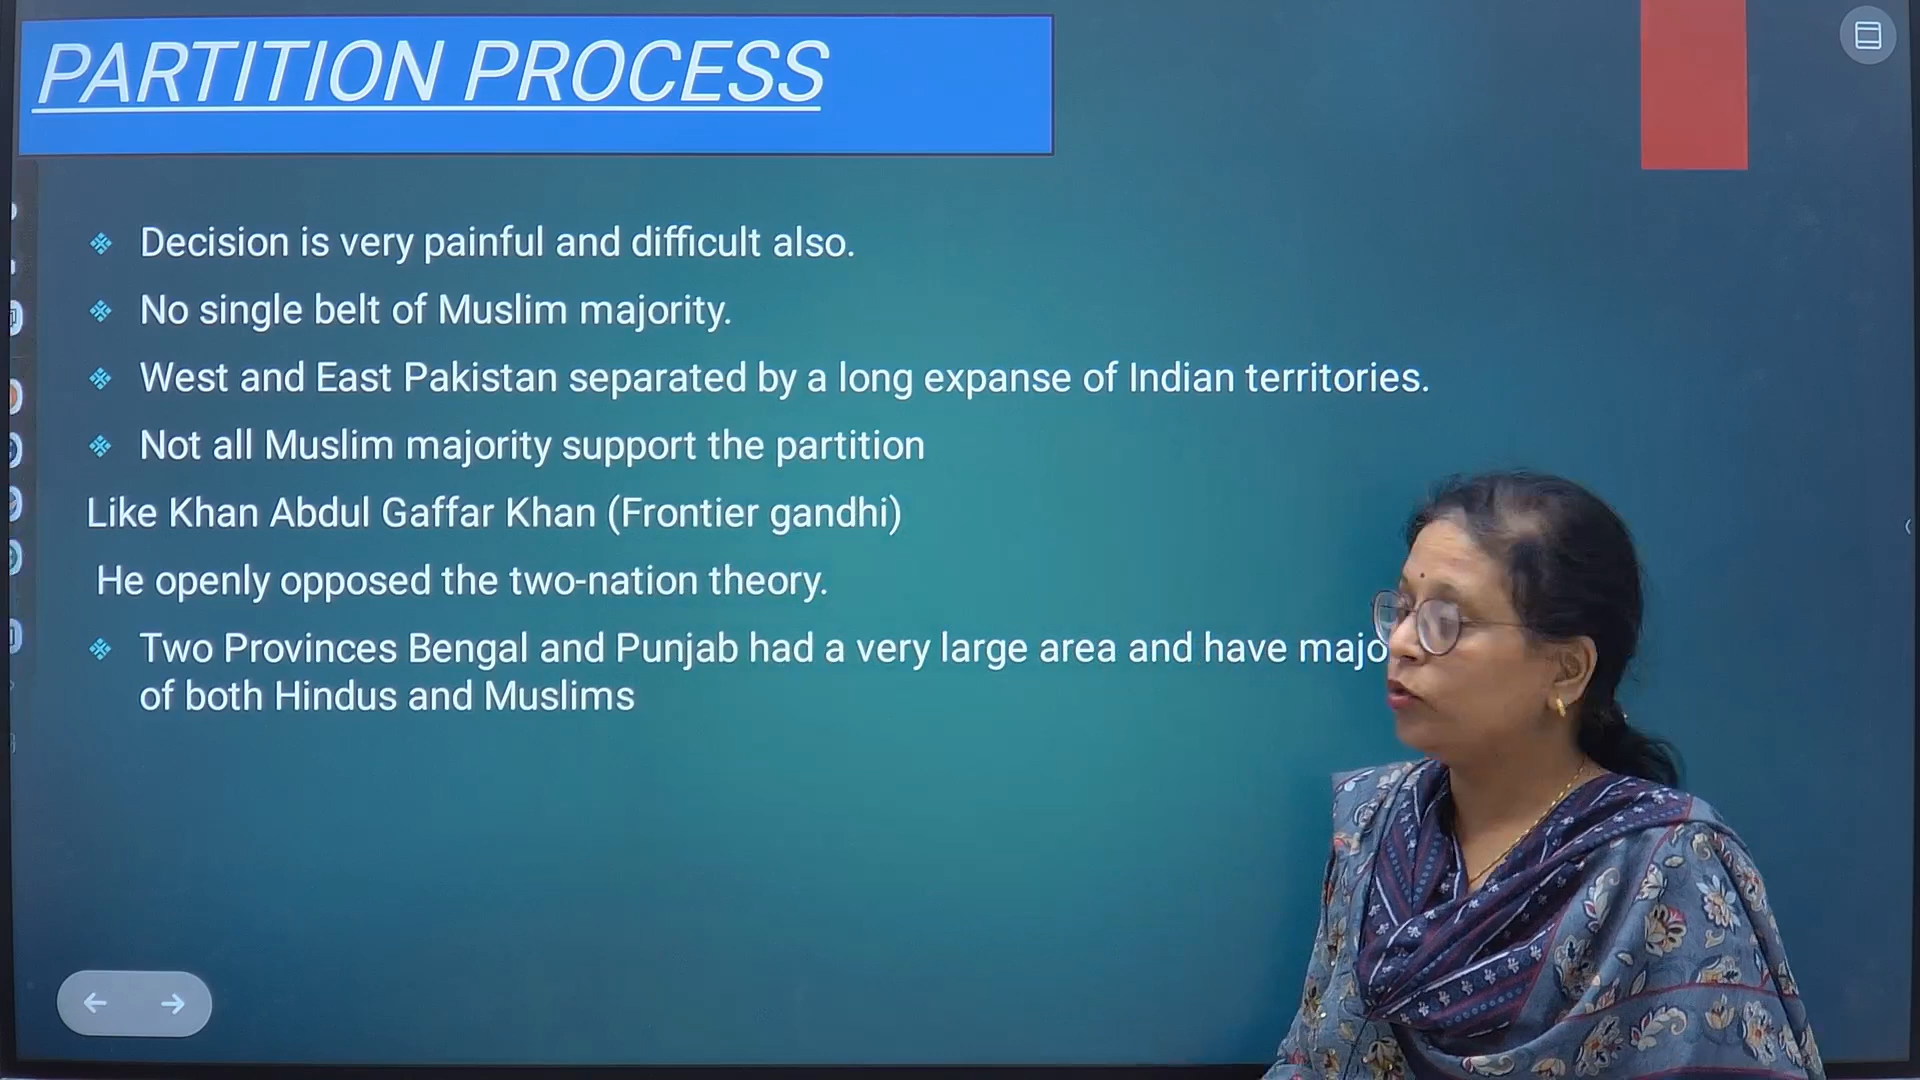 PARTITION PROCESS
Decision is very painful and difficult also.
No single belt of Muslim majority.
West and East Pakistan separated by a long expanse of Indian territories.
Not all Muslim majority support the partition
Like Khan Abdul Gaffar Khan (Frontier gandhi)
He openly opposed the two-nation theory.
Two Provinces Bengal and Punjab had a very large area and have
of both Hindus and Muslims